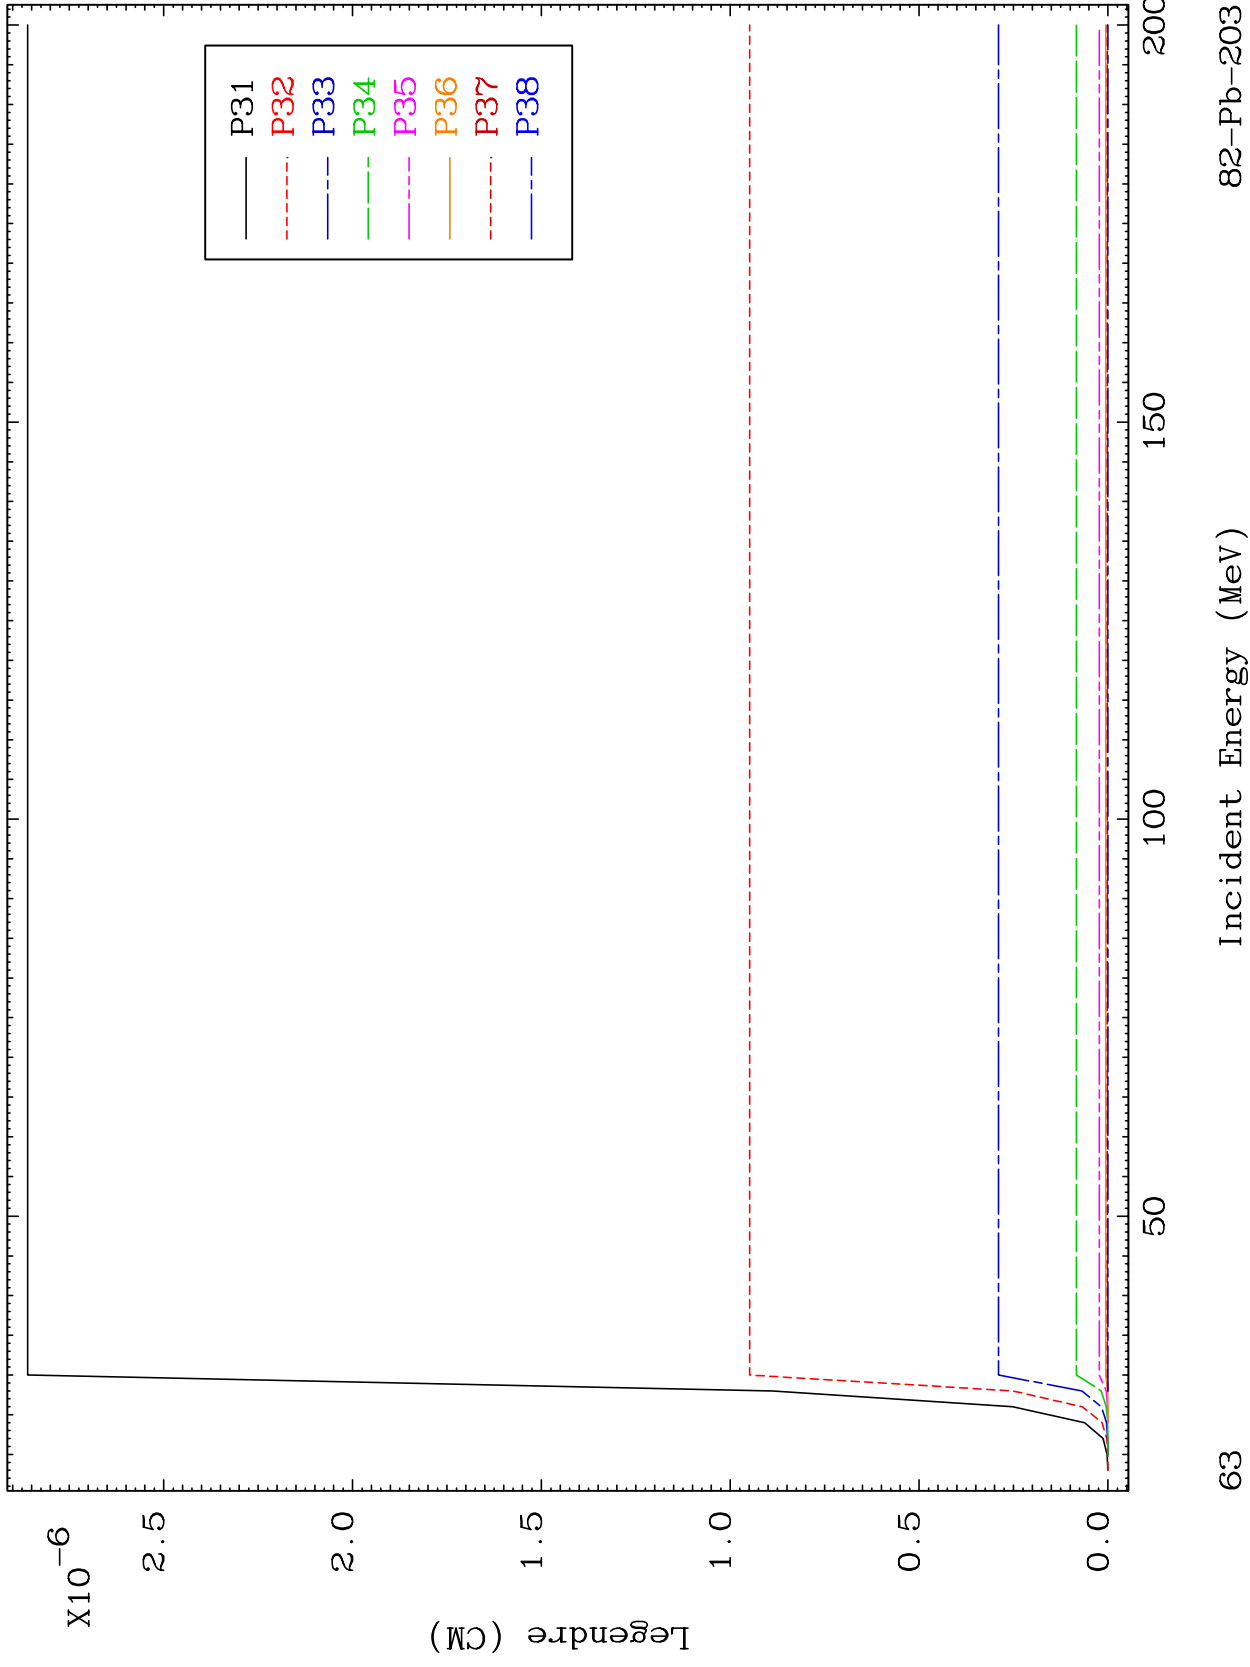 X10-6
2.5
2.0
1.5
1.0
0.5
0.0
Legendre (CM)
P31
P32
P33
P34
P35
P36
P37
P38
50
100
150
200
Incident Energy (MeV)
63
82-Pb-203